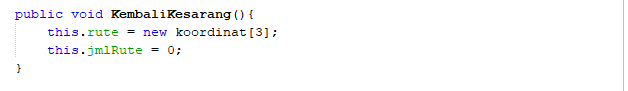 public void KembaliKesarang(){
    this.rute = new koordinat[3];
    this.jmlRute = 0;
}